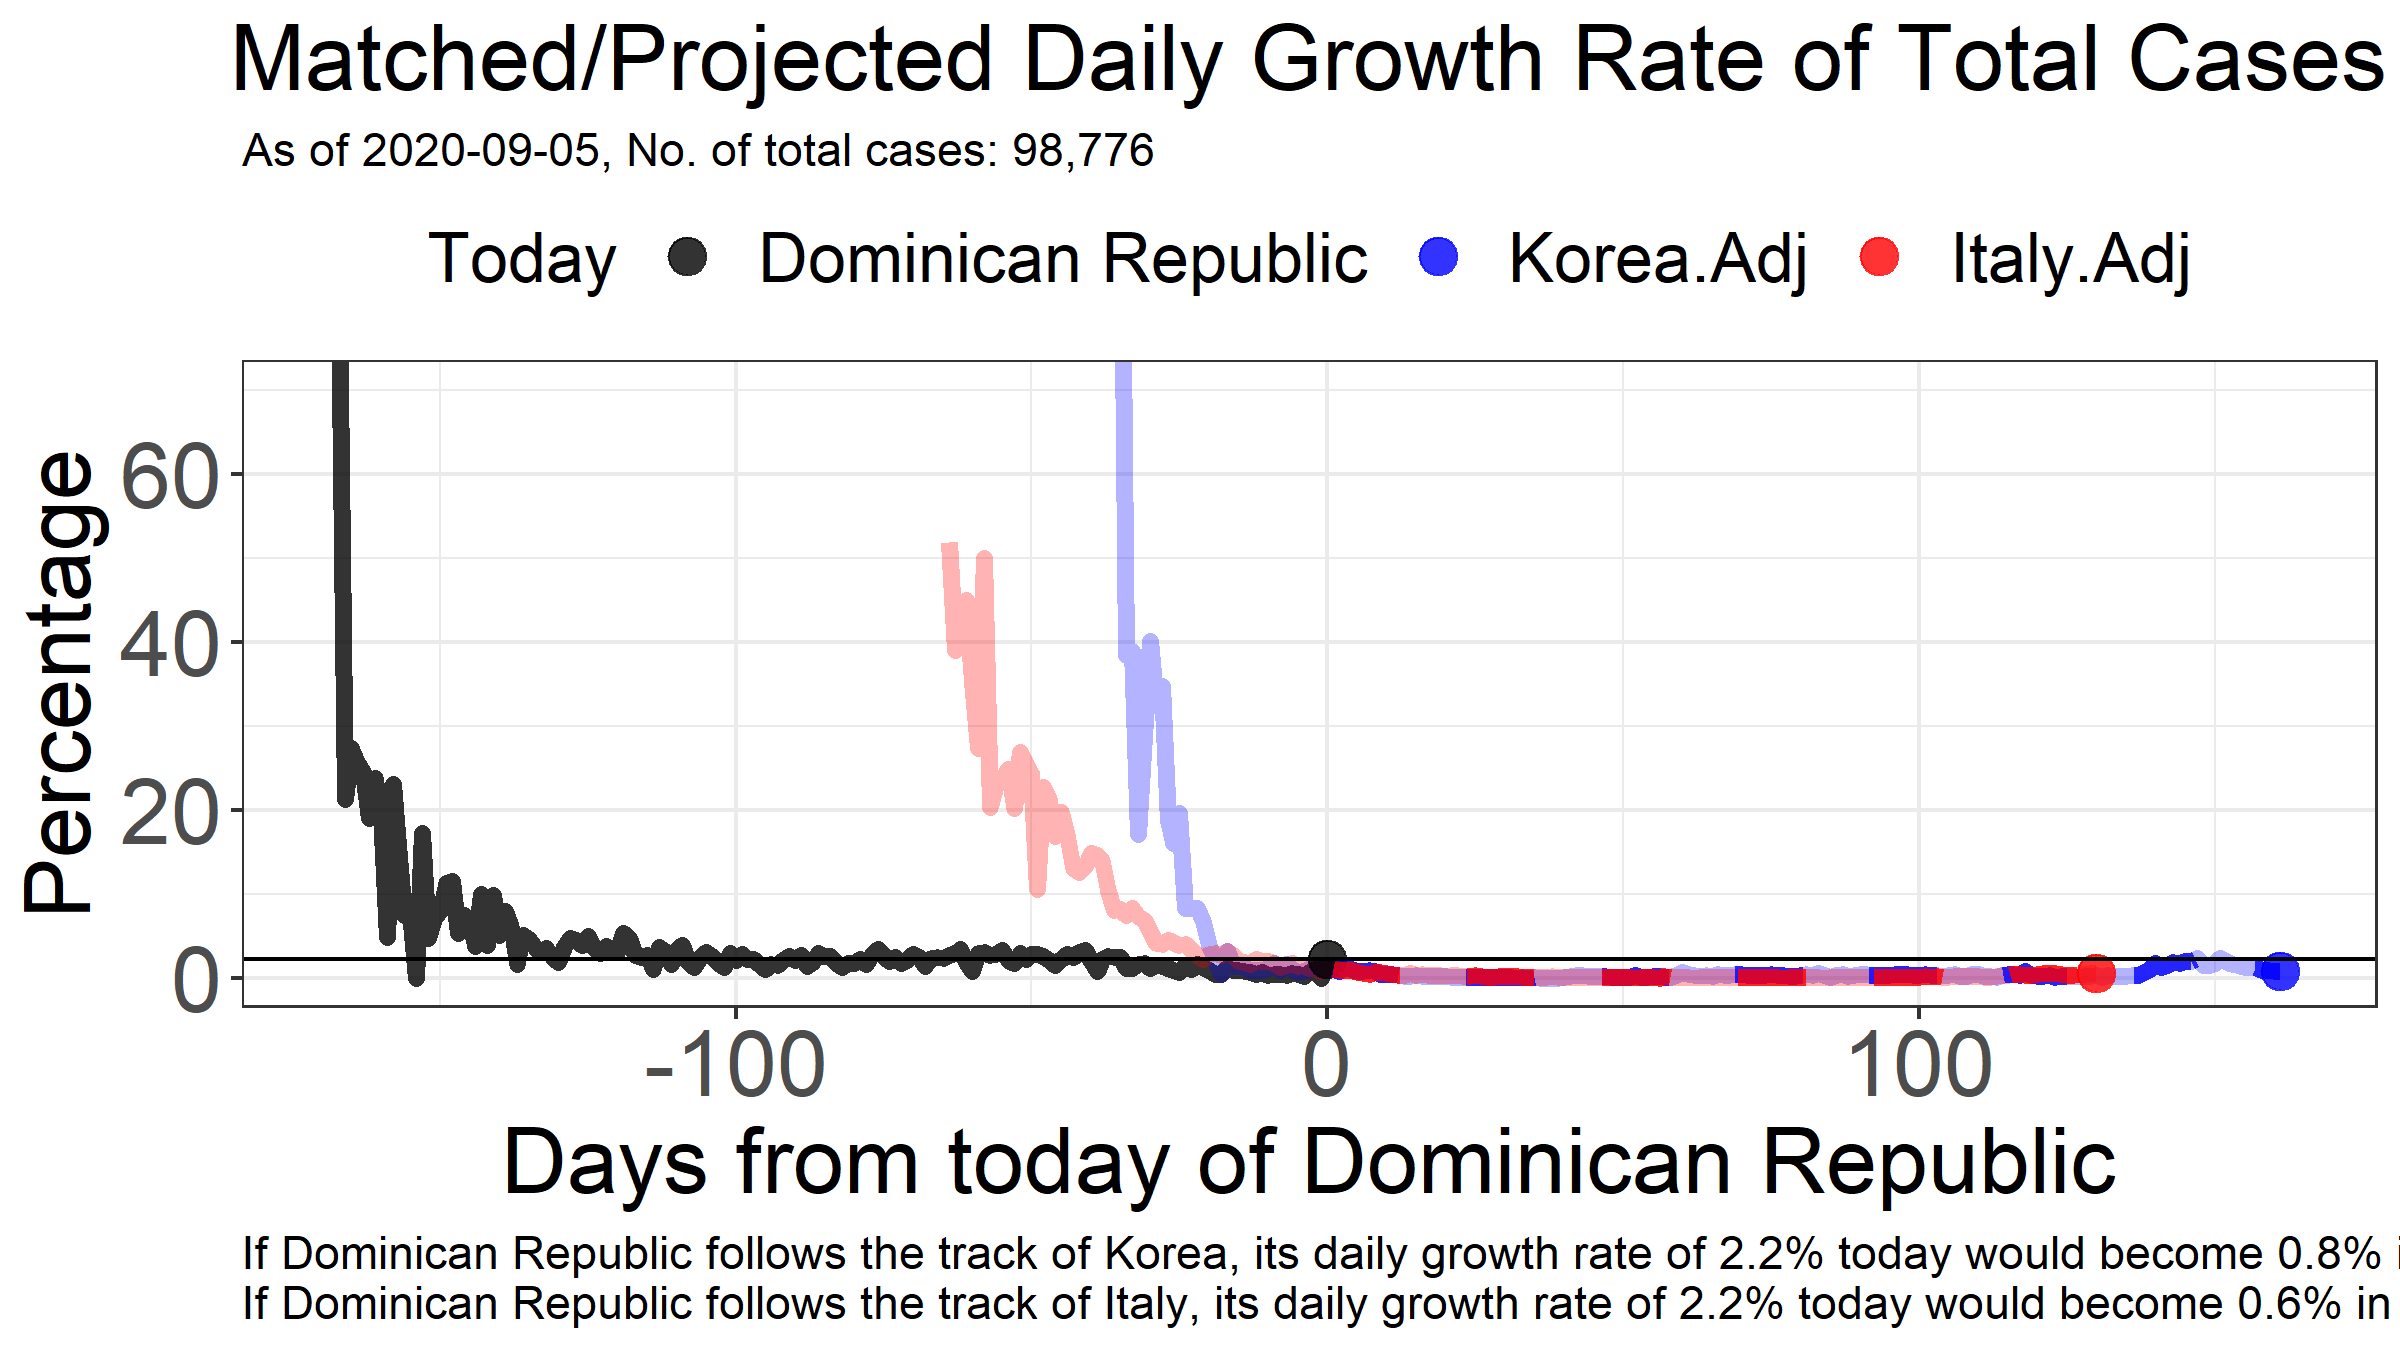 Matched/Projected Daily Growth Rate of Total Cases
As of 2020-09-05, No. of total cases: 98,776
Today Dominican Republic Korea.Adj Italy.Adj
Percentage
60
40
20
0
-100 0 100
Days from today of Dominican Republic
If Dominican Republic follows the track of Korea, its daily growth rate of 2.2% today would become 0.8%
If Dominican Republic follows the track of Italy, its daily growth rate of 2.2% today would become 0.6% in